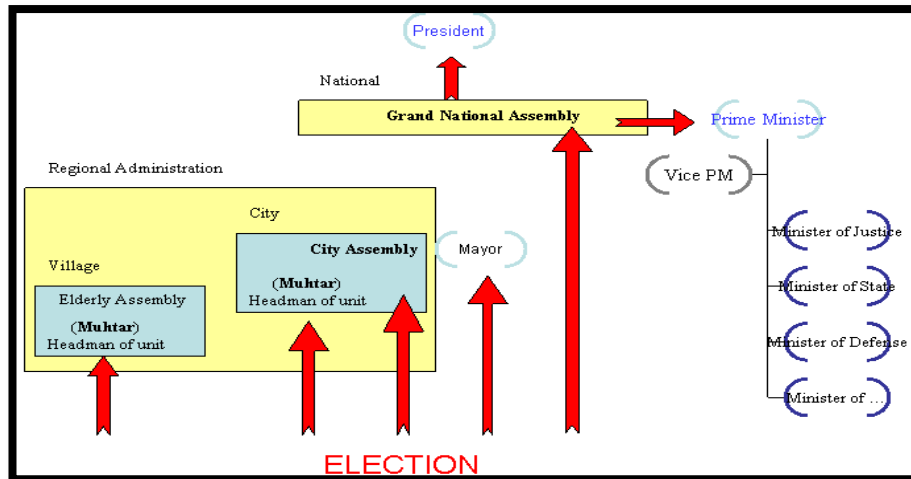 President
National
Grand National Assembly
Prime Minister
Vice PM
Regional Administration
City
City Assembly
Mayor
Minister of Justice
Village
(Muhtar)
Headman of unit
Minister of State
Elderly Assembly
(Muhtar)
Headman of unit
Minister of Defense
Minister of ...
ELECTION